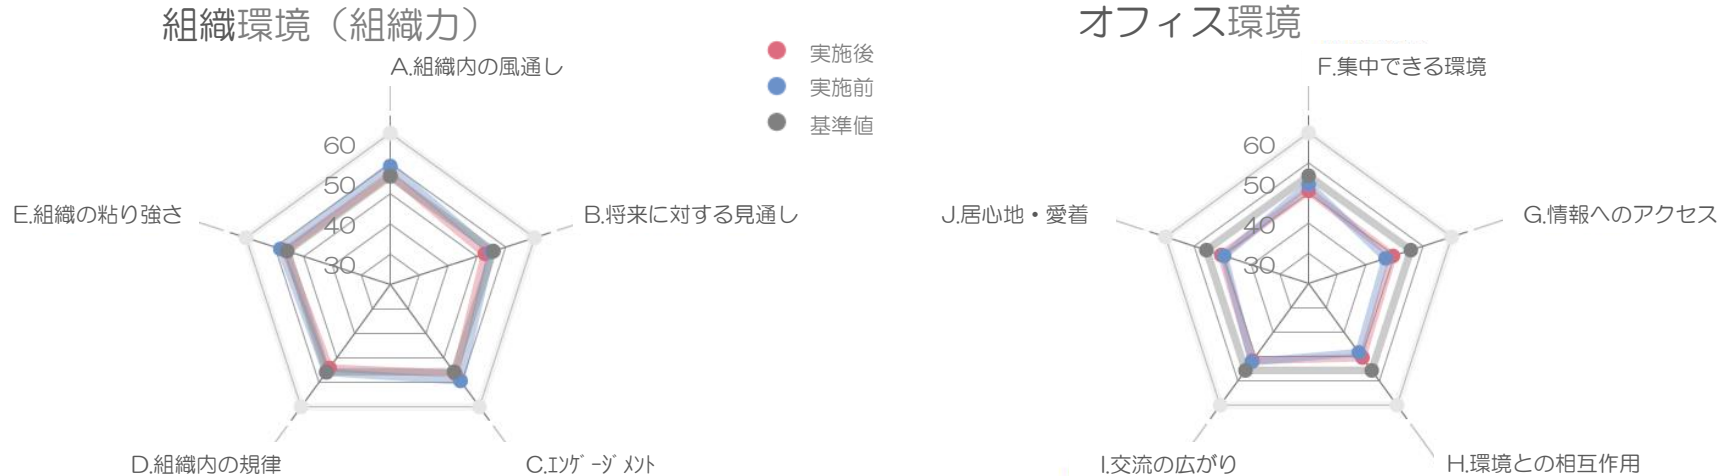 組織環境（組織力）
オフィス環境
実施後
実施前
基準値
A.組織内の風通し
60
50
40
30
E.組織の粘り強さ
B.将来に対する見通し
D.組織内の規律
C.ｴﾝｹﾞｰｼﾞﾒﾝﾄ
F.集中できる環境
60
50
40
30
J.居心地・愛着
G.情報へのアクセス
I.交流の広がり
H.環境との相互作用